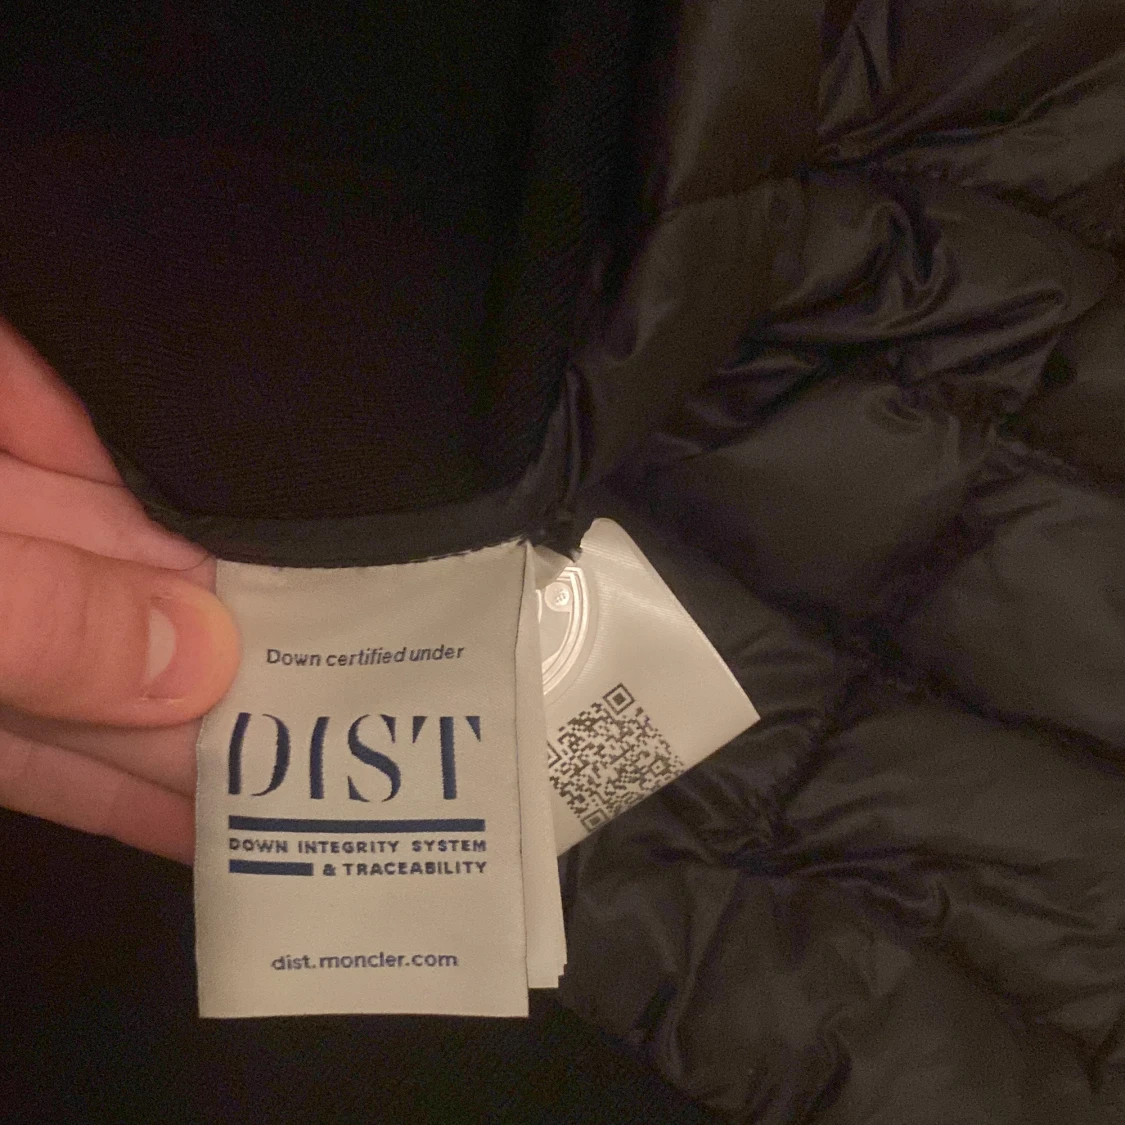 Down certified under
DIST
DOWN INTEGRITY SYSTEM
& TRACEABILITY
dist.moncler.com